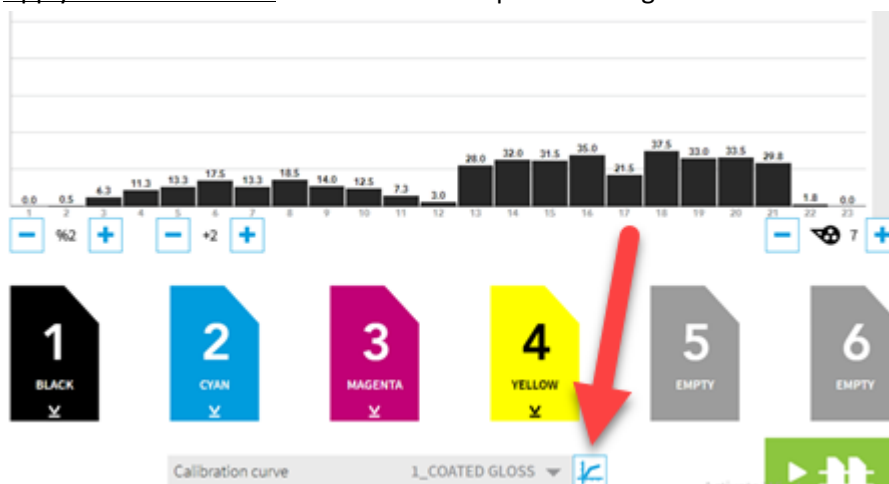 0.0 0.5 6.3 11.3 13.3 17.5 13.3 18.5 14.0 12.5 7.3 3.0 28.0 32.0 31.5 35.0 21.5 37.5 33.0 33.5 29.8 1.8 0.0
1 2 3 4 5 6 7 8 9 10 11 12 13 14 15 16 17 18 19 20 21 22 23
%2 +2 7
1 2 3 4 5 6
BLACK CYAN MAGENTA YELLOW EMPTY EMPTY
Calibration curve 1_COATED GLOSS